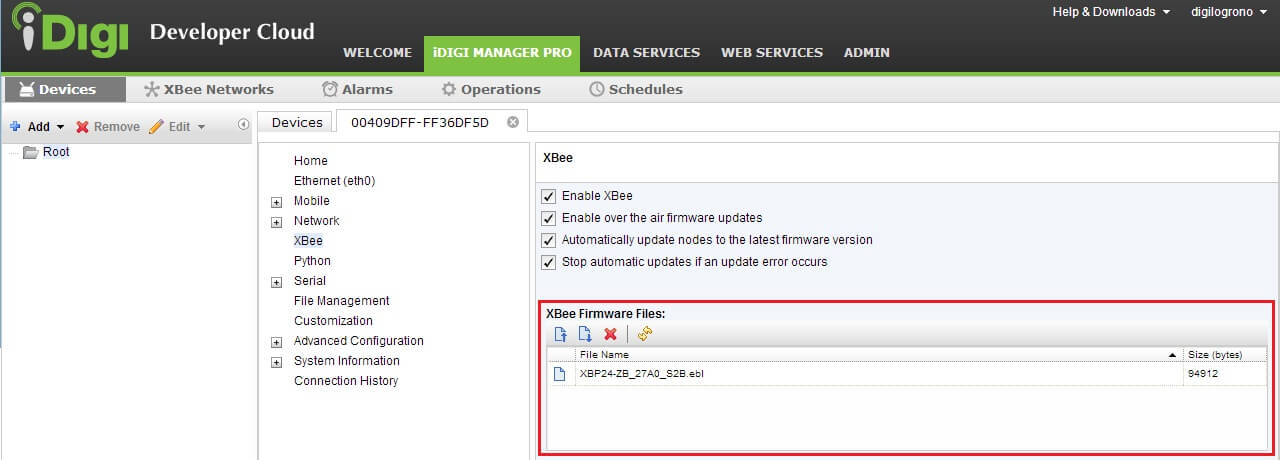 iDigi Developer Cloud
Help & Downloads digilogrono
WELCOME iDIGI MANAGER PRO DATA SERVICES WEB SERVICES ADMIN
Devices XBee Networks Alarms Operations Schedules
Add Remove Edit
Root
Devices 00409DFF-FF36DF5D
Home
Ethernet (eth0)
Mobile
Network
XBee
Python
Serial
File Management
Customization
Advanced Configuration
System Information
Connection History
XBee
Enable XBee
Enable over the air firmware updates
Automatically update nodes to the latest firmware version
Stop automatic updates if an update error occurs
XBee Firmware Files:
File Name Size (bytes)
XBP24-ZB_27A0_S2B.ebl 94912